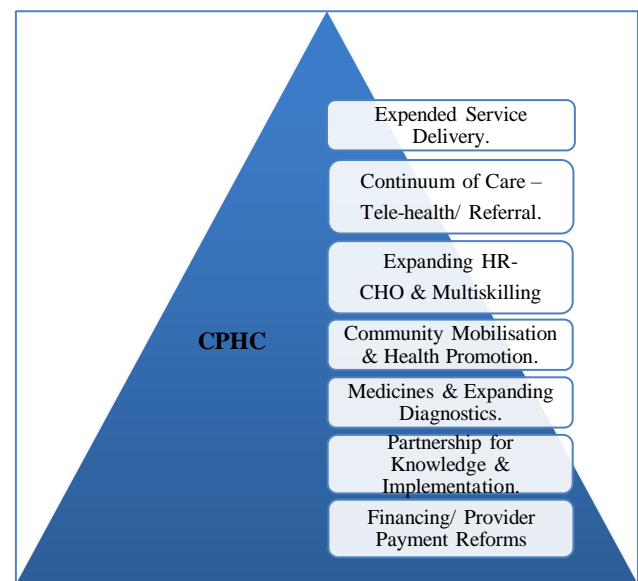 Expended Service
Delivery.
Continuum of Care –
Tele-health/ Referral.
Expanding HR-
CHO & Multiskilling
CPHC
Community Mobilisation
& Health Promotion.
Medicines & Expanding
Diagnostics.
Partnership for
Knowledge &
Implementation.
Financing/ Provider
Payment Reforms